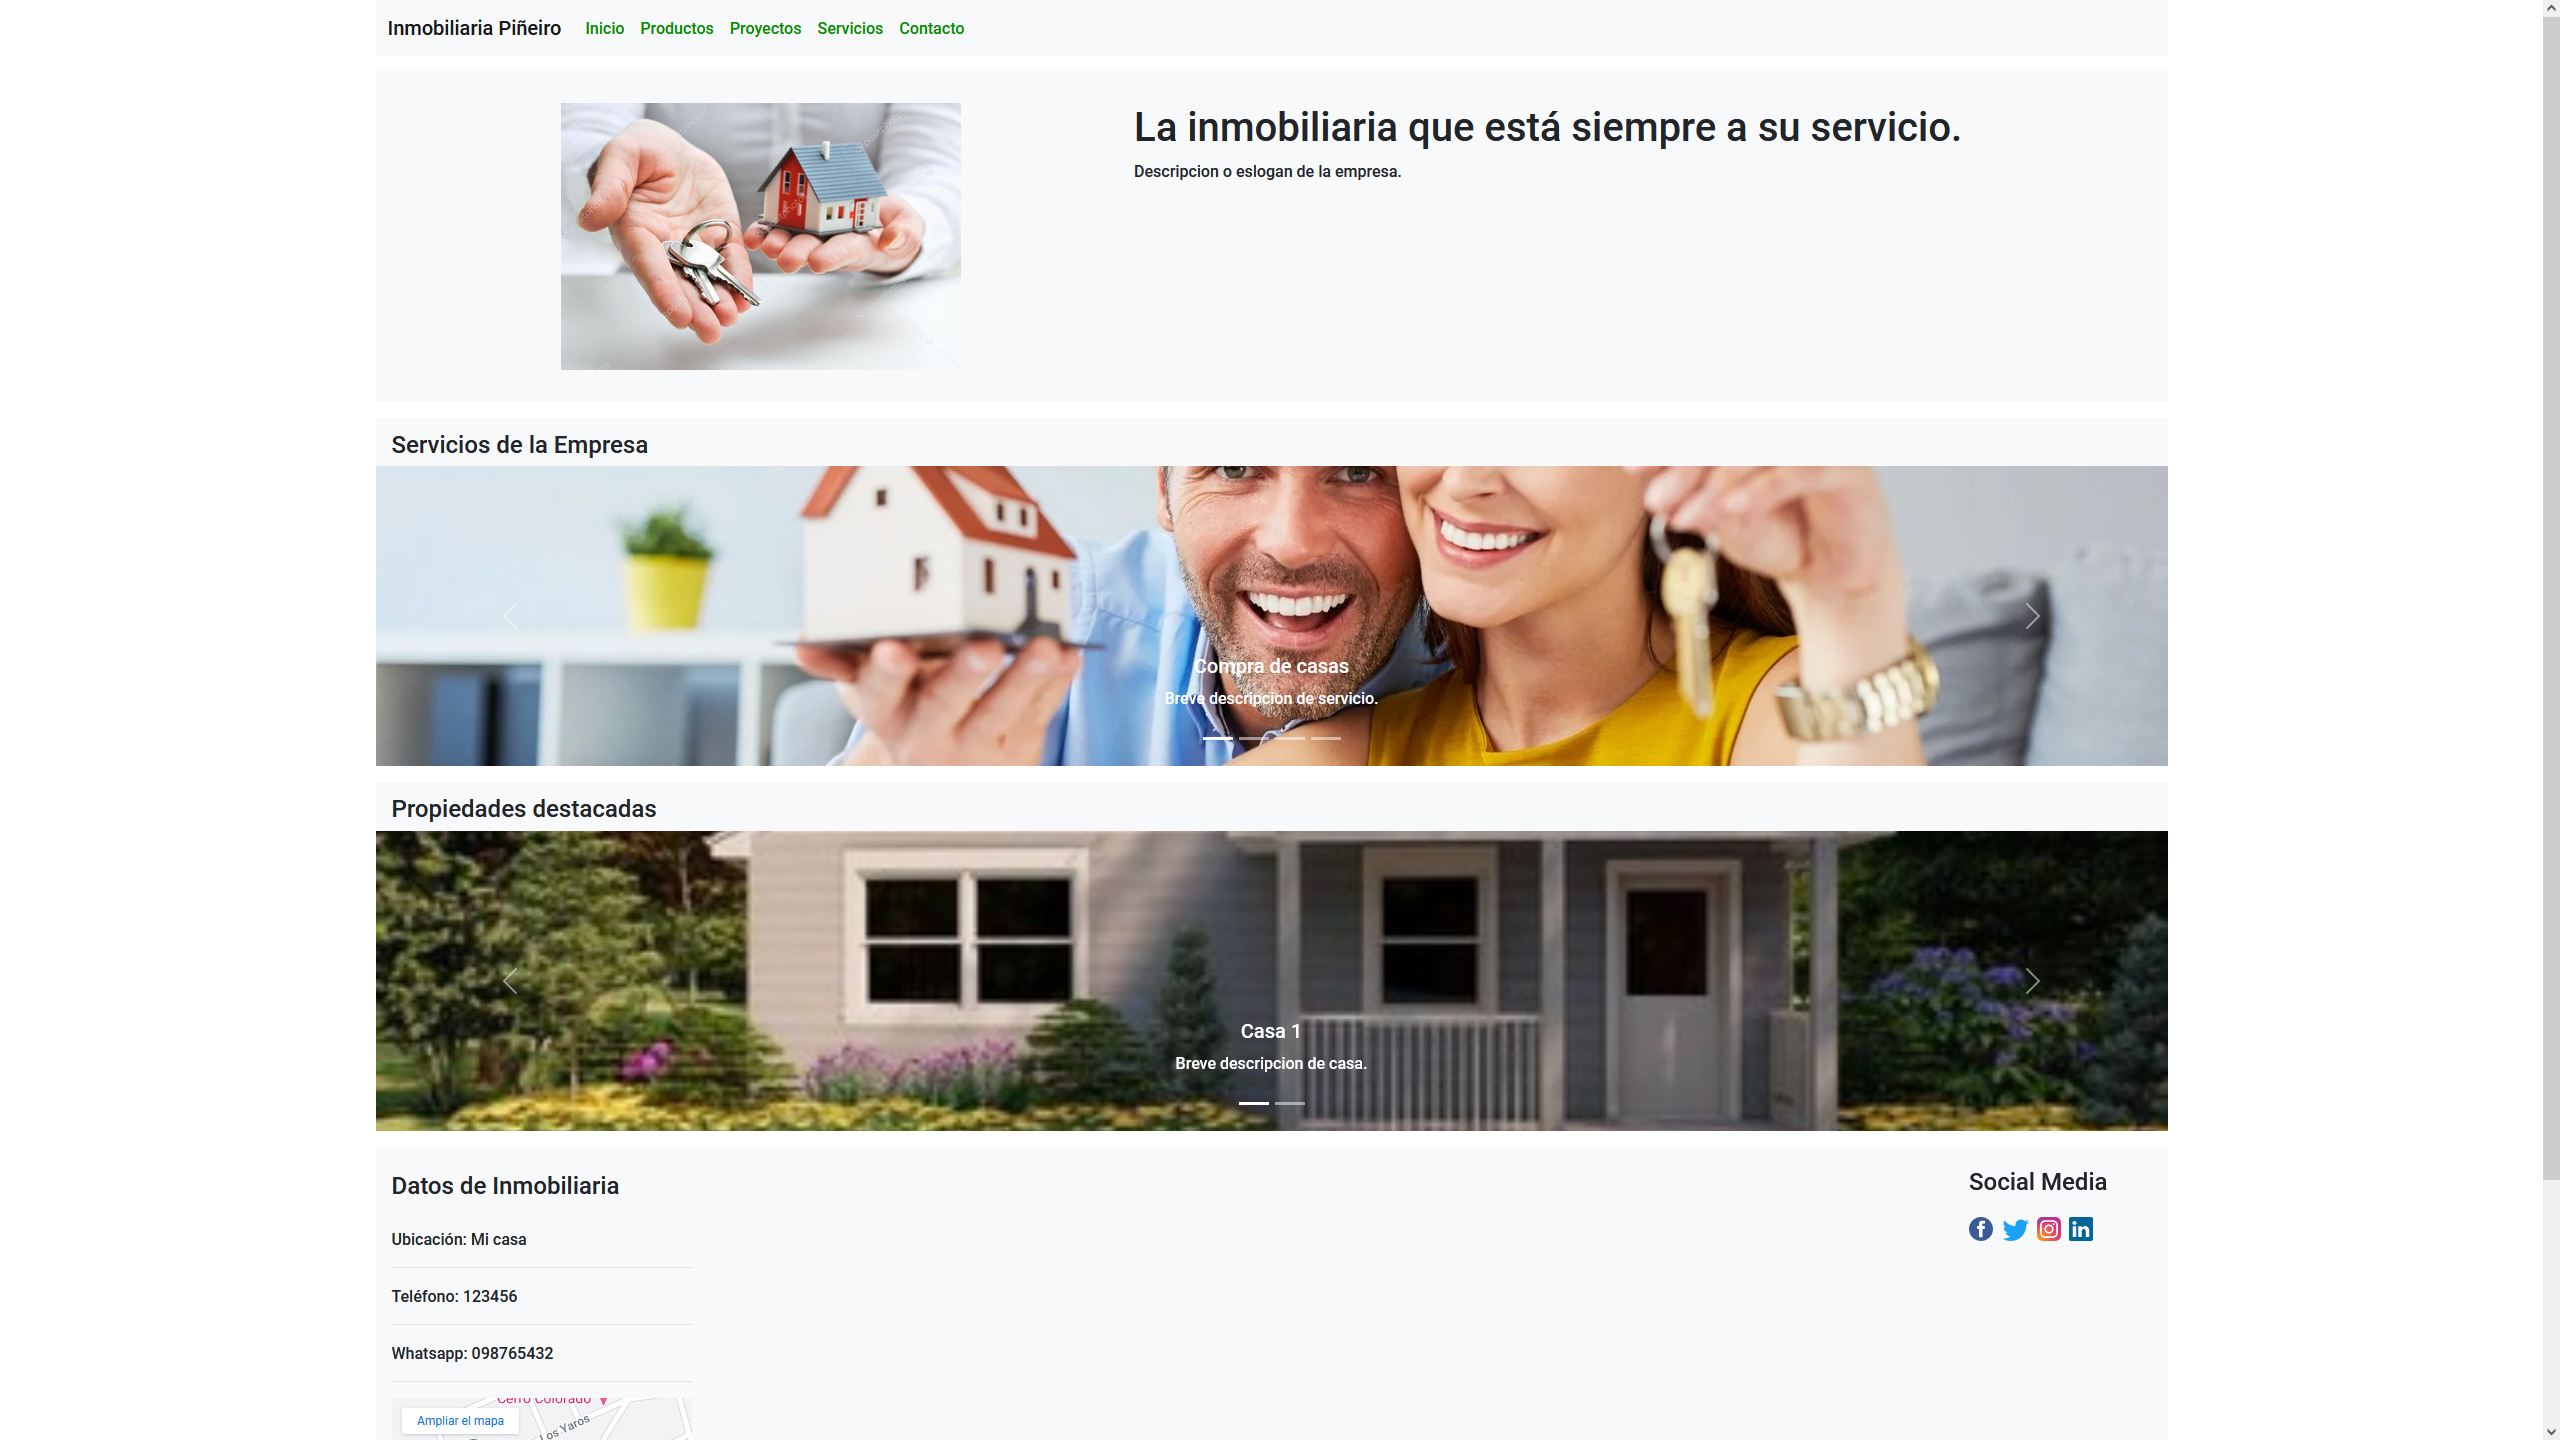 Inmobiliaria Piñeiro Inicio Productos Proyectos Servicios Contacto
La inmobiliaria que está siempre a su servicio.
Descripcion o eslogan de la empresa.
Servicios de la Empresa
Compra de casas
Breve descripcion de servicio.
Propiedades destacadas
Casa 1
Breve descripcion de casa.
Datos de Inmobiliaria
Ubicación: Mi casa
Teléfono: 123456
Whatsapp: 098765432
Cerro Colorado
Ampliar el mapa
Los Yaros
Social Media
in